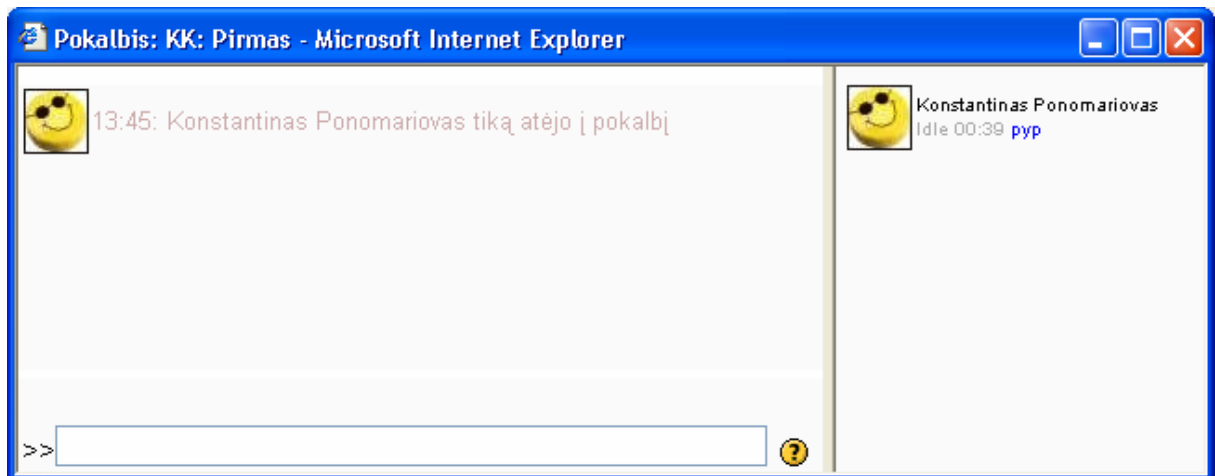 Pokalbis: KK: Pirmas - Microsoft Internet Explorer
13:45: Konstantinas Ponomariovas tiką atėjo į pokalbį
Konstantinas Ponomariovas
Idle 00:39 pyp
>>
?